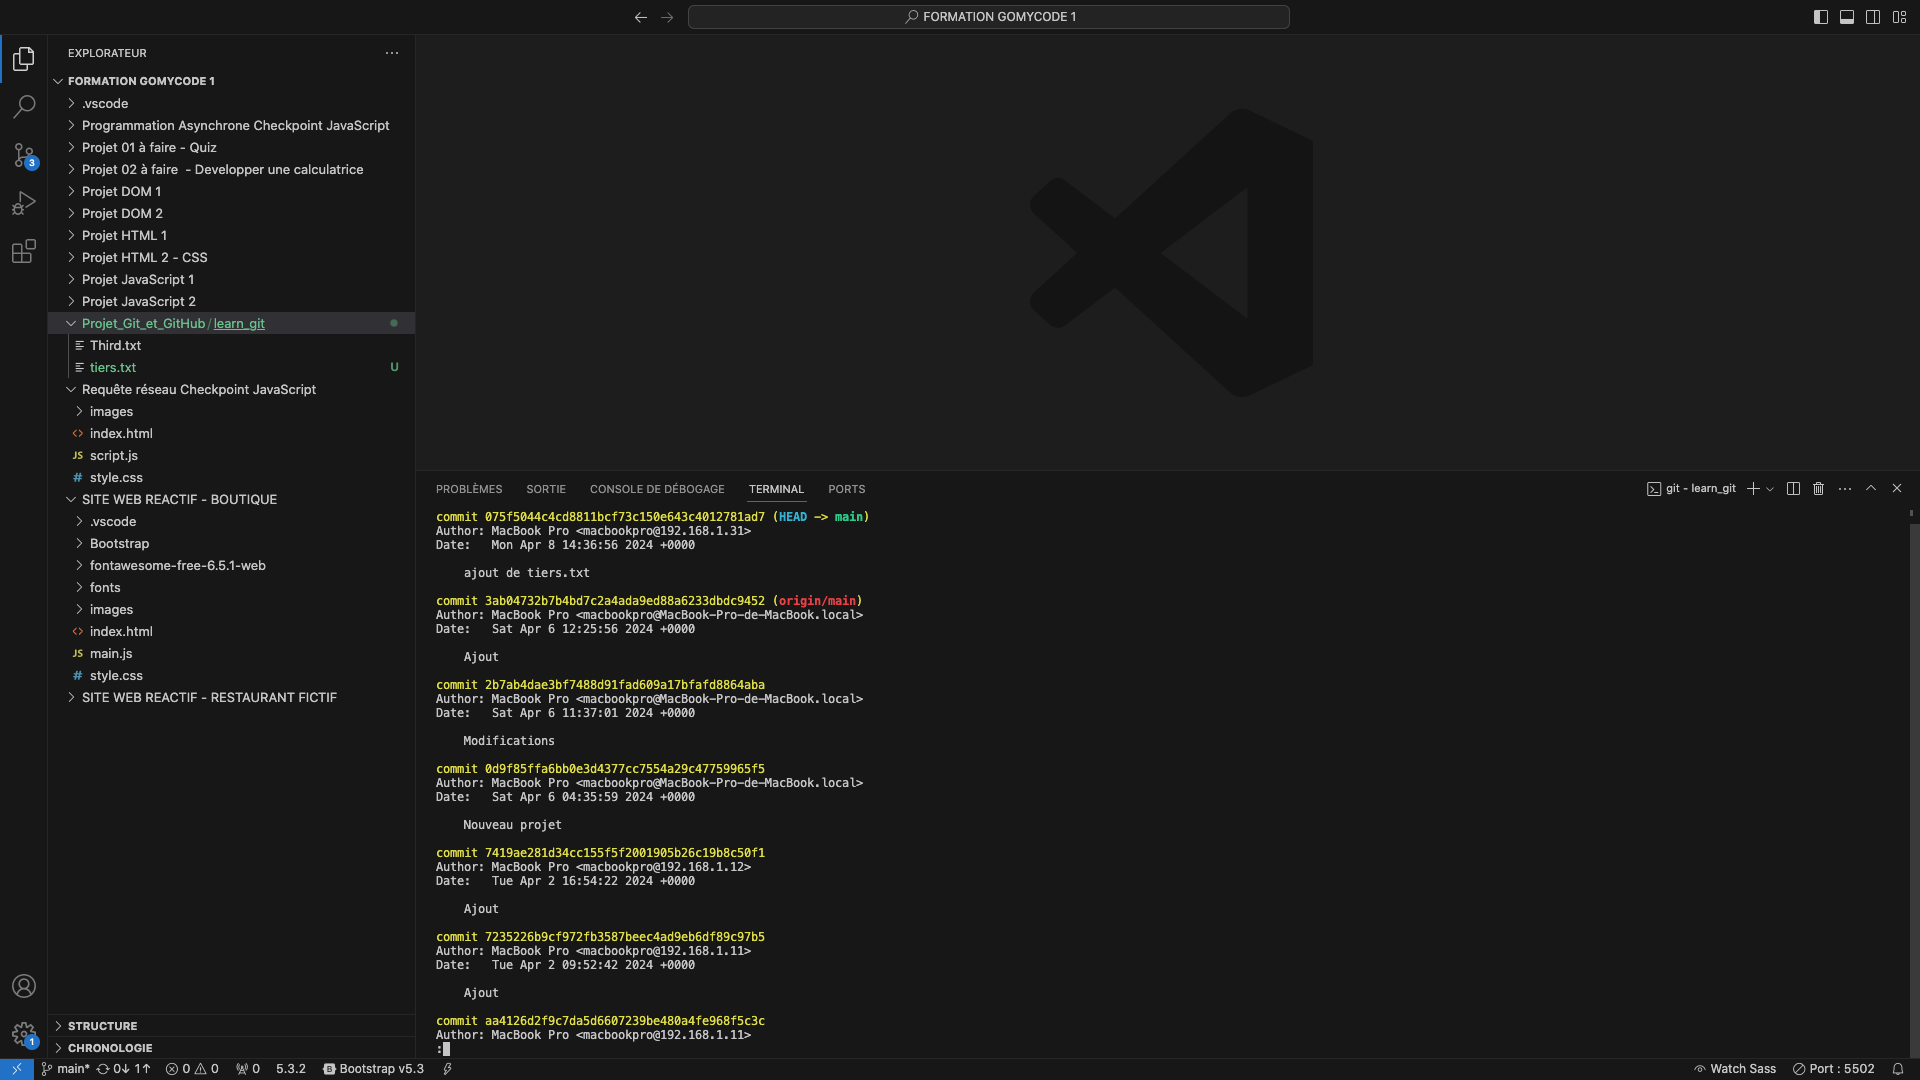 FORMATION GOMYCODE 1
EXPLORATEUR
FORMATION GOMYCODE 1
.vscode
Programmation Asynchrone Checkpoint JavaScript
Projet 01 à faire - Quiz
Projet 02 à faire  - Developper une calculatrice
Projet DOM 1
Projet DOM 2
Projet HTML 1
Projet HTML 2 - CSS
Projet JavaScript 1
Projet JavaScript 2
Projet_Git_et_GitHub / learn_git
Third.txt
tiers.txt U
Requête réseau Checkpoint JavaScript
images
index.html
JS script.js
# style.css
SITE WEB REACTIF - BOUTIQUE
.vscode
Bootstrap
fontawesome-free-6.5.1-web
fonts
images
index.html
JS main.js
# style.css
SITE WEB REACTIF - RESTAURANT FICTIF
STRUCTURE
CHRONOLOGIE
3
1
PROBLÈMES SORTIE CONSOLE DE DÉBOGAGE TERMINAL PORTS git - learn_git
commit 075f5044c4cd8811bcf73c150e643c4012781ad7 (HEAD -> main)
Author: MacBook Pro <macbookpro@192.168.1.31>
Date:   Mon Apr 8 14:36:56 2024 +0000
ajout de tiers.txt
commit 3ab04732b7b4bd7c2a4ada9ed88a6233dbdc9452 (origin/main)
Author: MacBook Pro <macbookpro@MacBook-Pro-de-MacBook.local>
Date:   Sat Apr 6 12:25:56 2024 +0000
Ajout
commit 2b7ab4dae3bf7488d91fad609a17bfafd8864aba
Author: MacBook Pro <macbookpro@MacBook-Pro-de-MacBook.local>
Date:   Sat Apr 6 11:37:01 2024 +0000
Modifications
commit 0d9f85ffa6bb0e3d4377cc7554a29c47759965f5
Author: MacBook Pro <macbookpro@MacBook-Pro-de-MacBook.local>
Date:   Sat Apr 6 04:35:59 2024 +0000
Nouveau projet
commit 7419ae281d34cc155f5f2001905b26c19b8c50f1
Author: MacBook Pro <macbookpro@192.168.1.12>
Date:   Tue Apr 2 16:54:22 2024 +0000
Ajout
commit 7235226b9cf972fb3587beec4ad9eb6df89c97b5
Author: MacBook Pro <macbookpro@192.168.1.11>
Date:   Tue Apr 2 09:52:42 2024 +0000
Ajout
commit aa4126d2f9c7da5d6607239be480a4fe968f5c3c
Author: MacBook Pro <macbookpro@192.168.1.11>
:
main* 0↓ 1↑ 0 0 0 5.3.2 B Bootstrap v5.3 Watch Sass Port : 5502